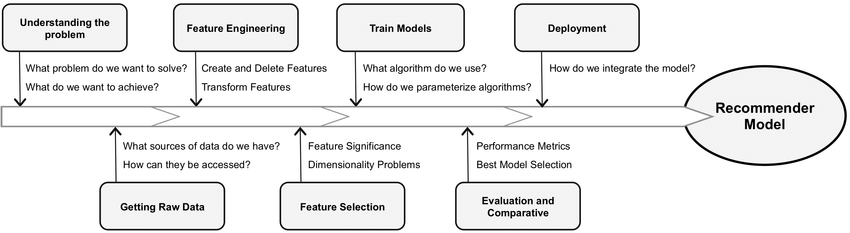 Understanding the
problem
Feature Engineering
Train Models
Deployment
What problem do we want to solve?
What do we want to achieve?
Create and Delete Features
Transform Features
What algorithm do we use?
How do we parameterize algorithms?
How do we integrate the model?
Recommender
Model
What sources of data do we have?
How can they be accessed?
Feature Significance
Dimensionality Problems
Performance Metrics
Best Model Selection
Getting Raw Data
Feature Selection
Evaluation and
Comparative